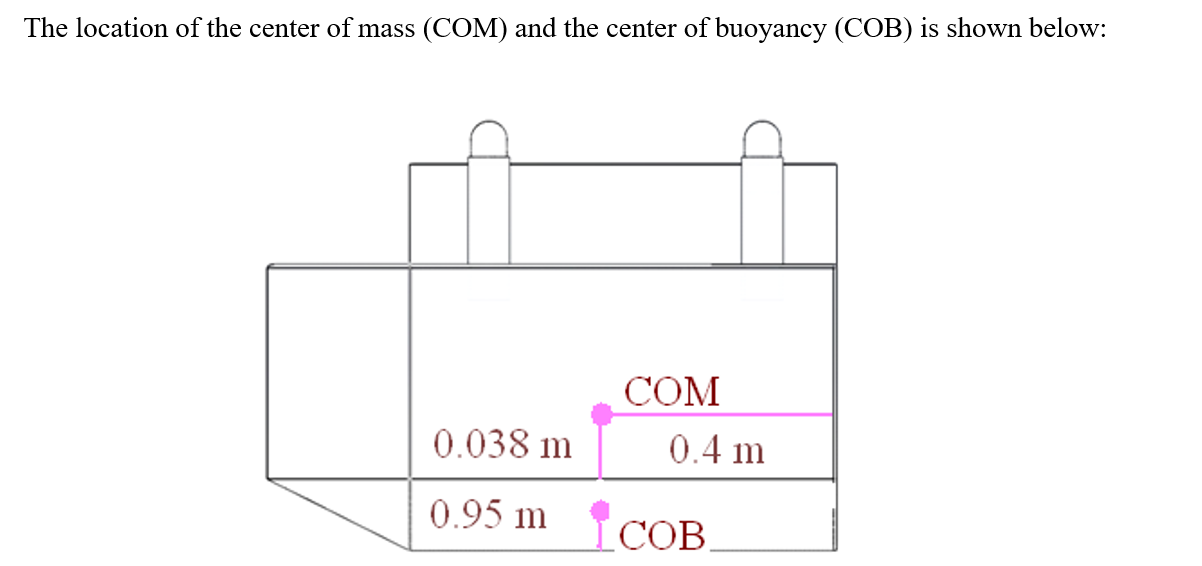 The location of the center of mass (COM) and the center of buoyancy (COB) is shown below:
COM
0.038 m
0.4 m
0.95 m
COB